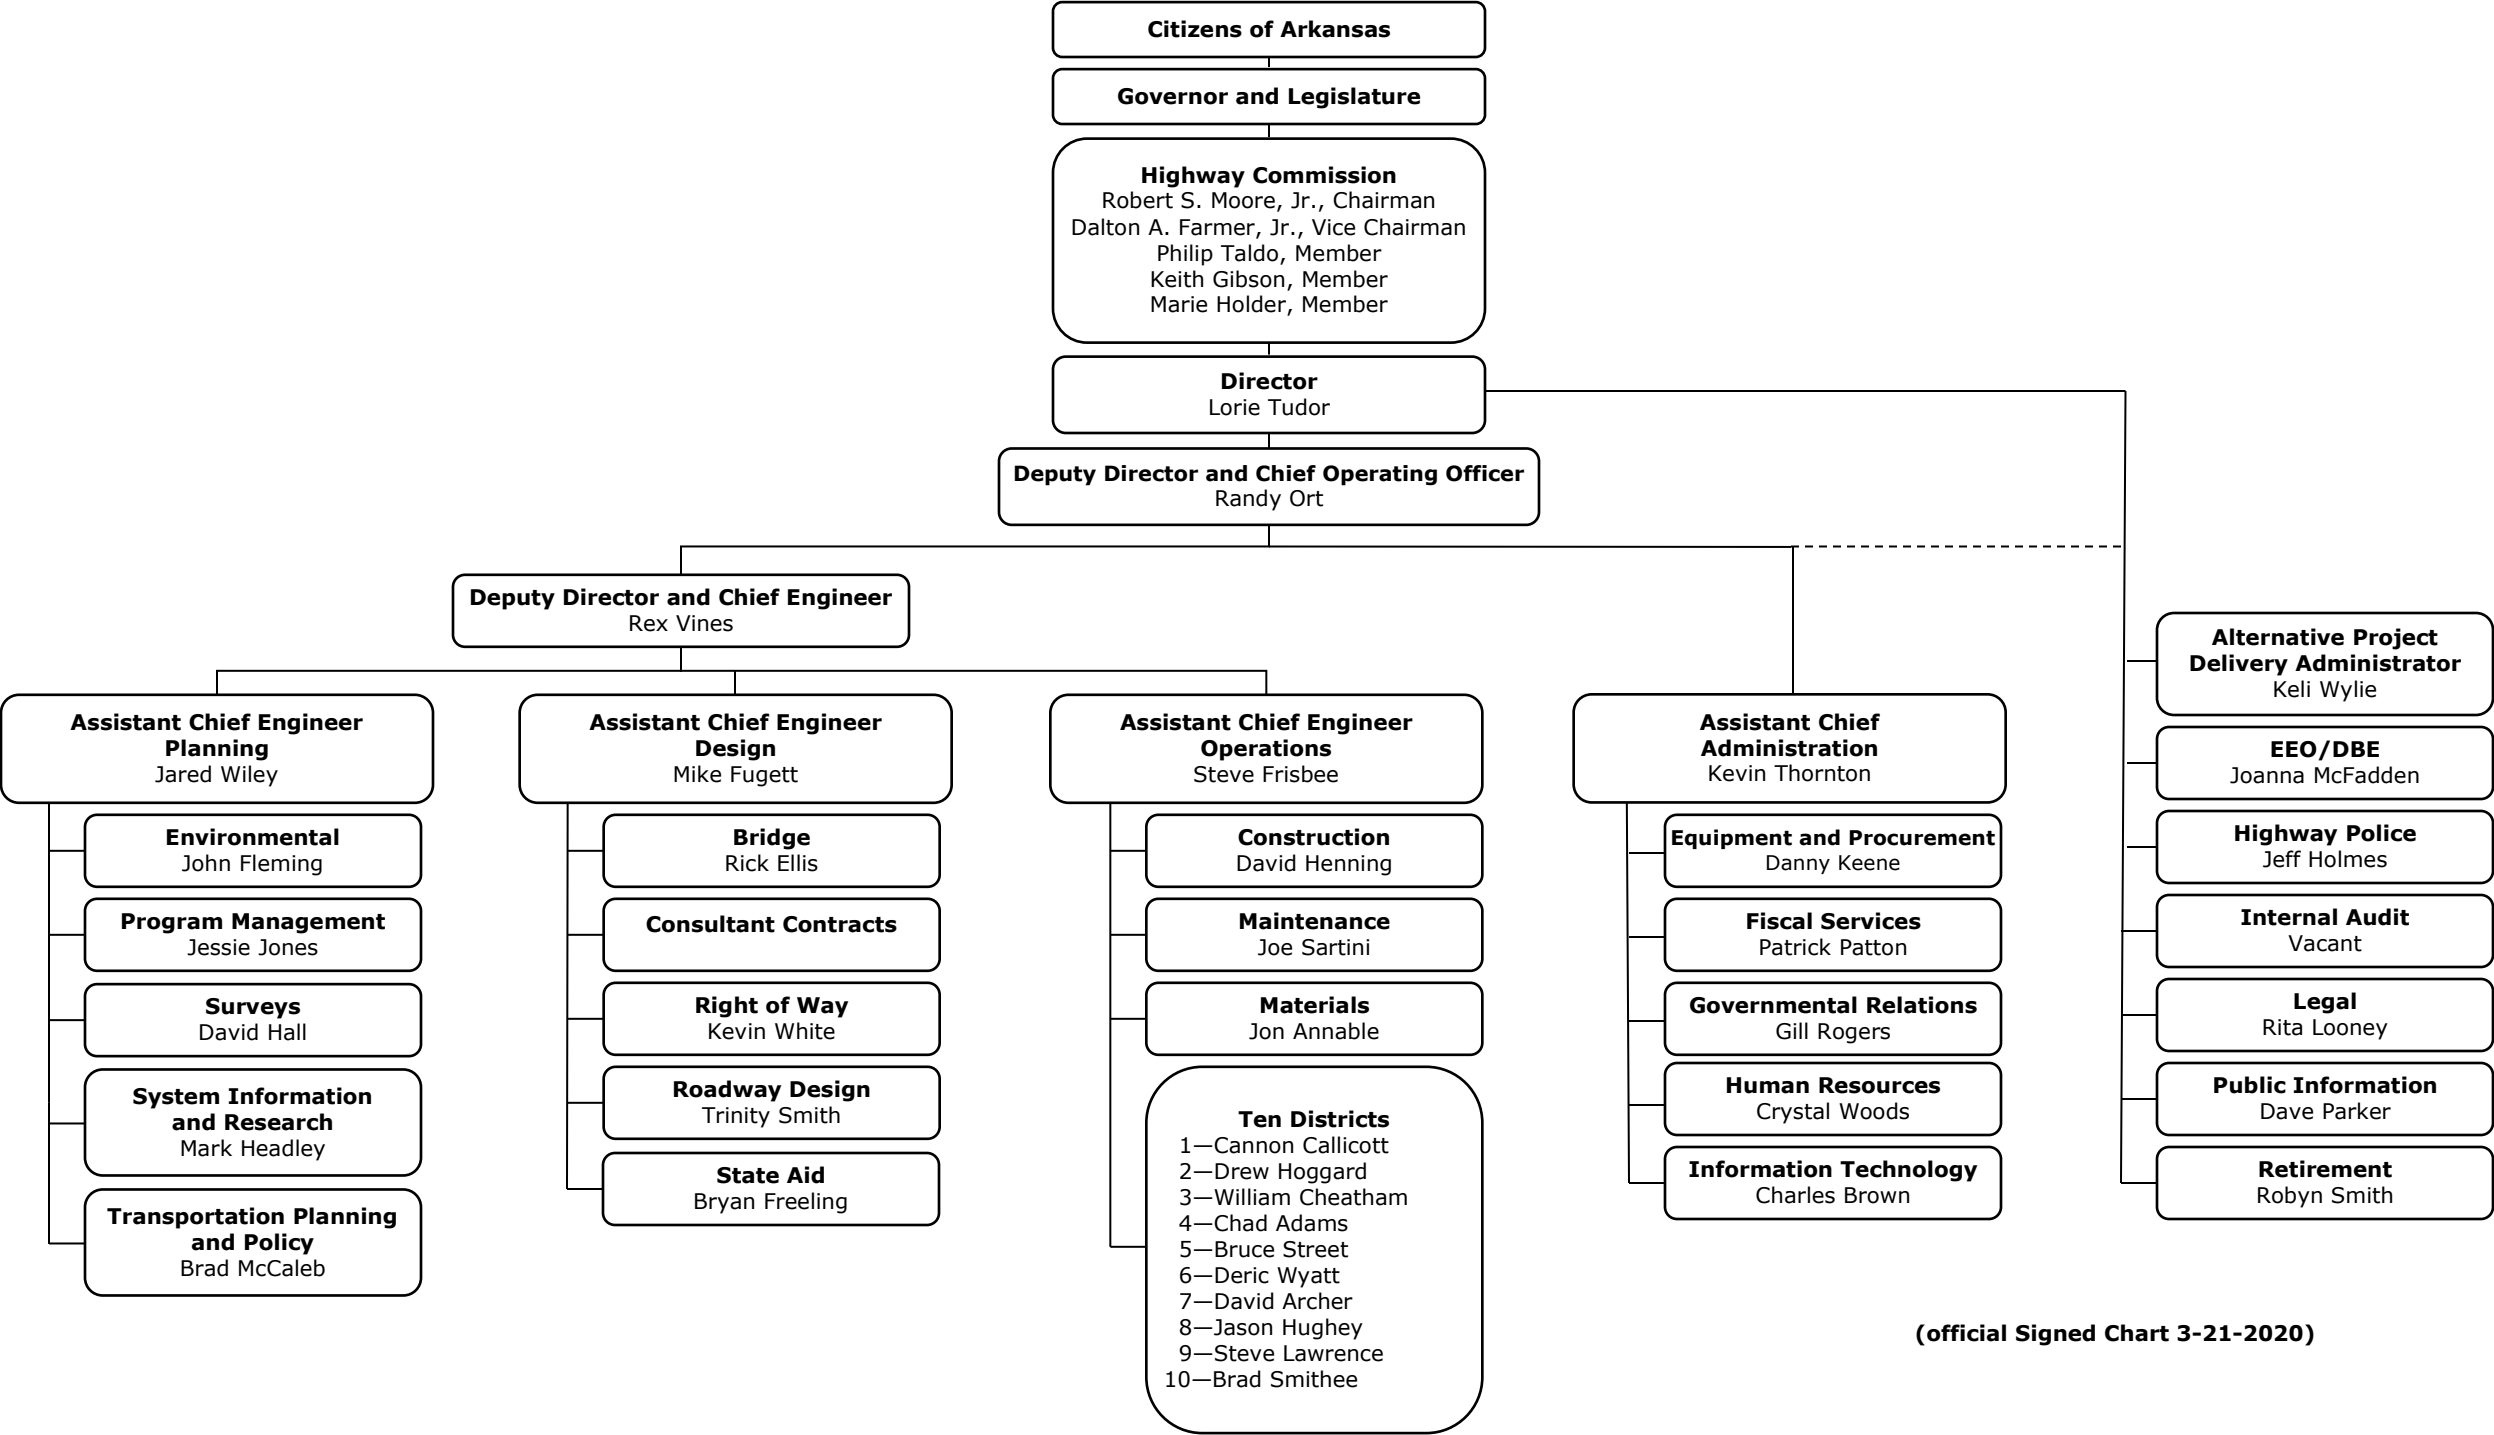 Citizens of Arkansas
Governor and Legislature
Highway Commission
Robert S. Moore, Jr., Chairman
Dalton A. Farmer, Jr., Vice Chairman
Philip Taldo, Member
Keith Gibson, Member
Marie Holder, Member
Director
Lorie Tudor
Deputy Director and Chief Operating Officer
Randy Ort
Deputy Director and Chief Engineer
Rex Vines
Assistant Chief Engineer
Planning
Jared Wiley
Environmental
John Fleming
Program Management
Jessie Jones
Surveys
David Hall
System Information
and Research
Mark Headley
Transportation Planning
and Policy
Brad McCaleb
Assistant Chief Engineer
Design
Mike Fugett
Bridge
Rick Ellis
Consultant Contracts
Right of Way
Kevin White
Roadway Design
Trinity Smith
State Aid
Bryan Freeling
Assistant Chief Engineer
Operations
Steve Frisbee
Construction
David Henning
Maintenance
Joe Sartini
Materials
Jon Annable
Ten Districts
1—Cannon Callicott
2—Drew Hoggard
3—William Cheatham
4—Chad Adams
5—Bruce Street
6—Deric Wyatt
7—David Archer
8—Jason Hughey
9—Steve Lawrence
10—Brad Smithee
Assistant Chief
Administration
Kevin Thornton
Equipment and Procurement
Danny Keene
Fiscal Services
Patrick Patton
Governmental Relations
Gill Rogers
Human Resources
Crystal Woods
Information Technology
Charles Brown
Alternative Project
Delivery Administrator
Keli Wylie
EEO/DBE
Joanna McFadden
Highway Police
Jeff Holmes
Internal Audit
Vacant
Legal
Rita Looney
Public Information
Dave Parker
Retirement
Robyn Smith
(official Signed Chart 3-21-2020)